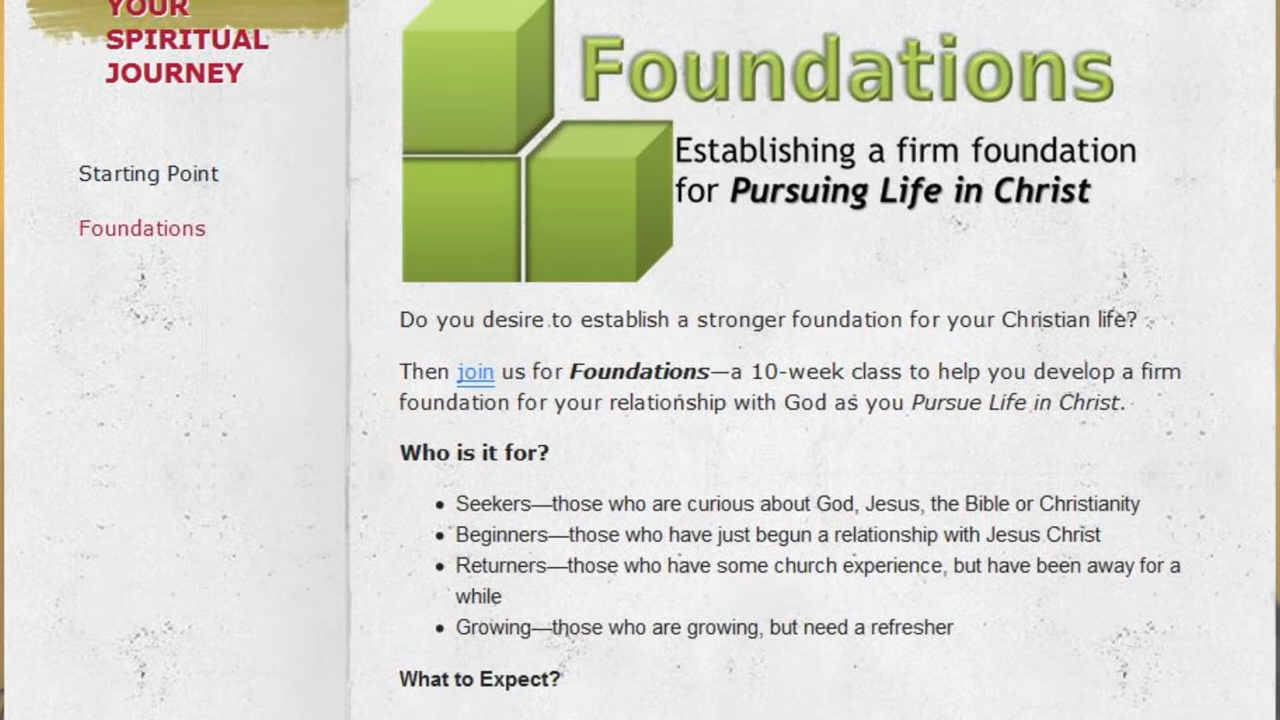 YOUR
SPIRITUAL
JOURNEY
Starting Point
Foundations
Foundations
Establishing a firm foundation
for Pursuing Life in Christ
Do you desire to establish a stronger foundation for your Christian life?
Then join us for Foundations—a 10-week class to help you develop a firm
foundation for your relationship with God as you Pursue Life in Christ.
Who is it for?
• Seekers—those who are curious about God, Jesus, the Bible or Christianity
• Beginners—those who have just begun a relationship with Jesus Christ
• Returners—those who have some church experience, but have been away for a
while
• Growing—those who are growing, but need a refresher
What to Expect?